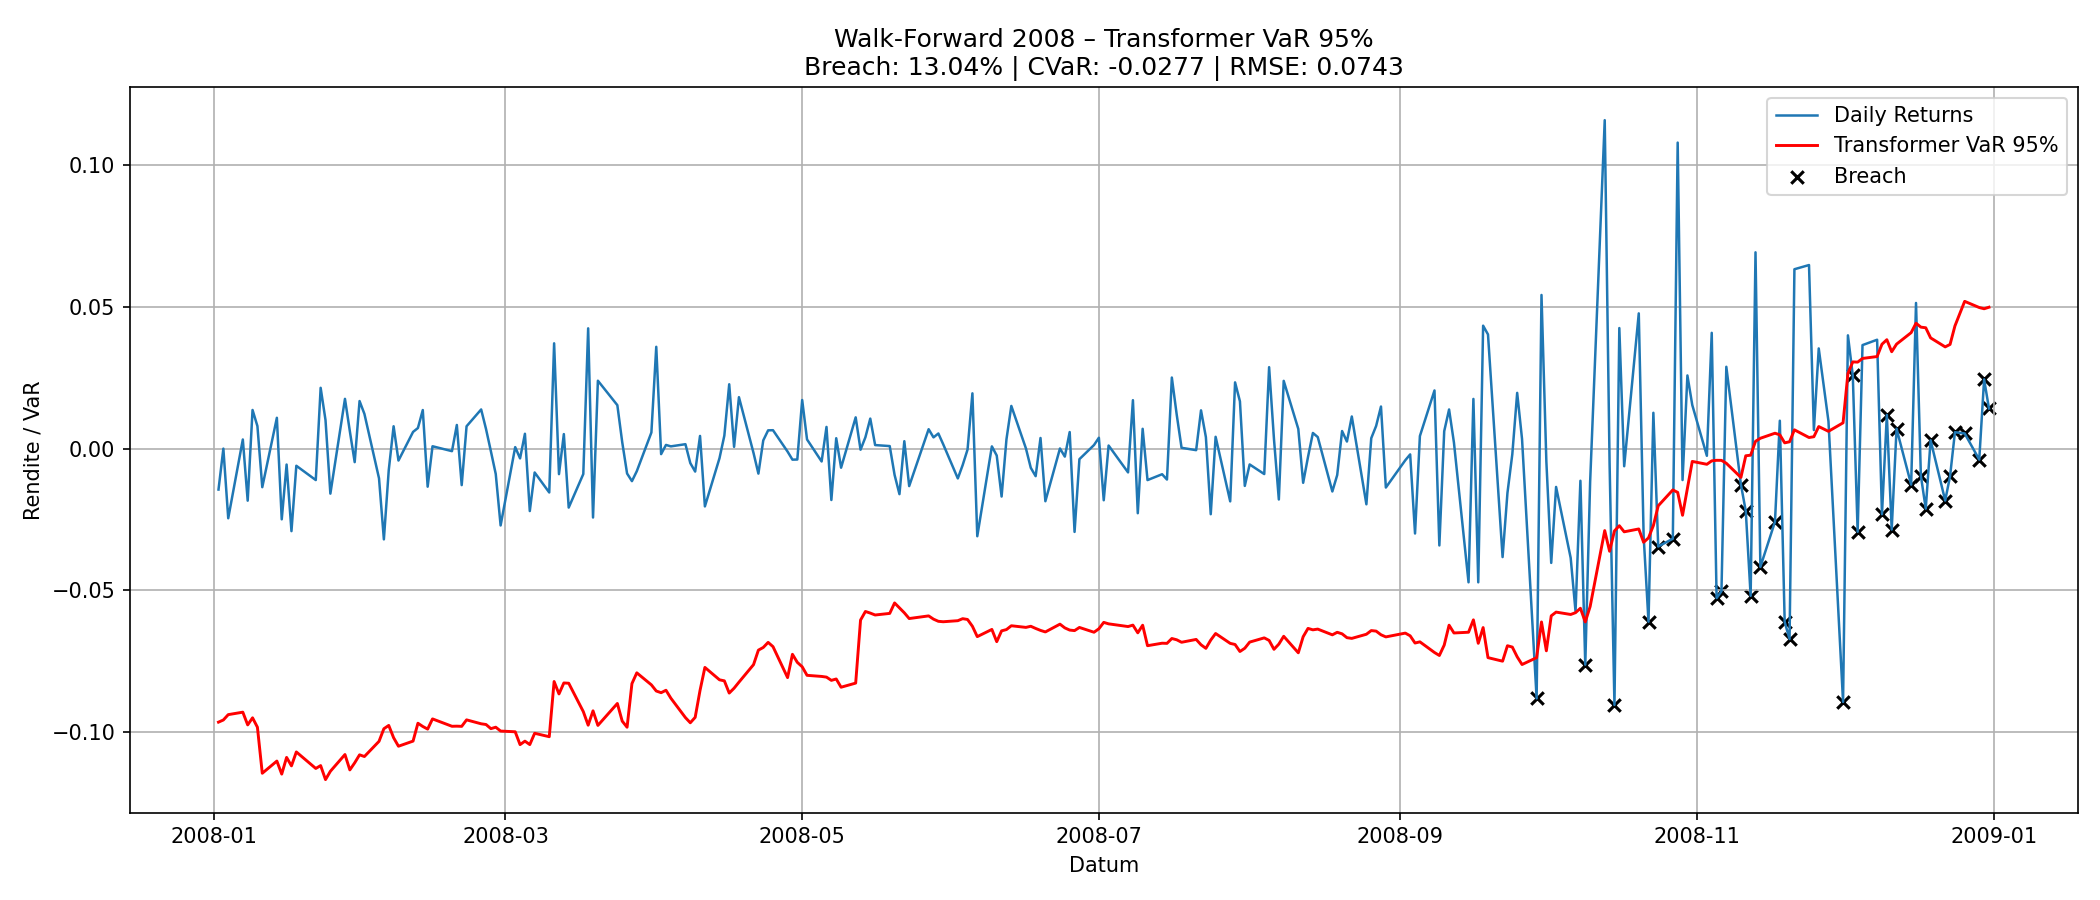 Walk-Forward 2008 – Transformer VaR 95%
Breach: 13.04% | CVaR: -0.0277 | RMSE: 0.0743
Daily Returns
Transformer VaR 95%
Breach
Rendite / VaR
0.10
0.05
0.00
−0.05
−0.10
2008-01
2008-03
2008-05
2008-07
2008-09
2008-11
2009-01
Datum